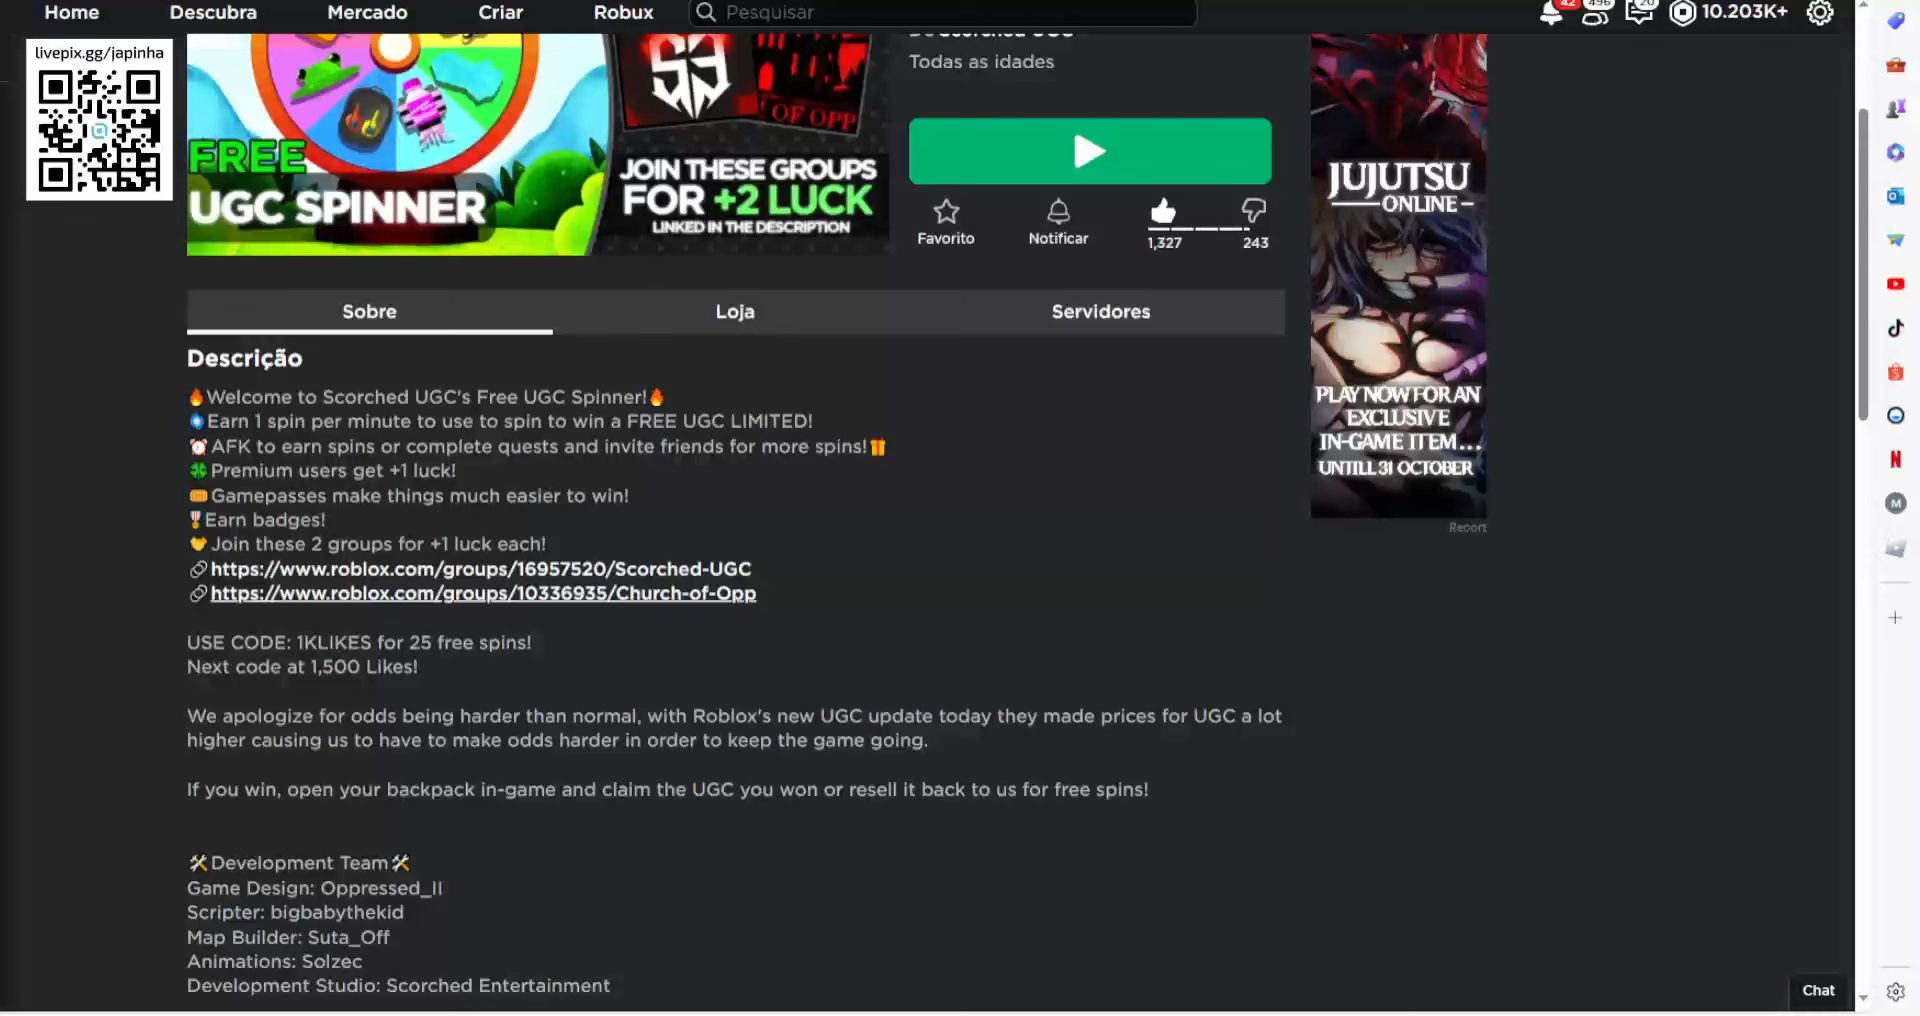 Home Descubra Mercado Criar Robux Pesquisar 42 496 20 10.203K+
livepix.gg/japinha
FREE
UGC SPINNER
OF OPP
JOIN THESE GROUPS
FOR +2 LUCK
LINKED IN THE DESCRIPTION
De Scorched UGC
Todas as idades
Favorito
Notificar
1,327
243
JUJUTSU
ONLINE
PLAY NOW FOR AN
EXCLUSIVE
IN-GAME ITEM...
UNTILL 31 OCTOBER
Report
Sobre Loja Servidores
Descrição
🔥Welcome to Scorched UGC's Free UGC Spinner!🔥
Earn 1 spin per minute to use to spin to win a FREE UGC LIMITED!
⏰AFK to earn spins or complete quests and invite friends for more spins!🎁
🍀Premium users get +1 luck!
🎟Gamepasses make things much easier to win!
🎖Earn badges!
🤝Join these 2 groups for +1 luck each!
🔗https://www.roblox.com/groups/16957520/Scorched-UGC
🔗https://www.roblox.com/groups/10336935/Church-of-Opp
USE CODE: 1KLIKES for 25 free spins!
Next code at 1,500 Likes!
We apologize for odds being harder than normal, with Roblox's new UGC update today they made prices for UGC a lot
higher causing us to have to make odds harder in order to keep the game going.
If you win, open your backpack in-game and claim the UGC you won or resell it back to us for free spins!
🛠Development Team🛠
Game Design: Oppressed_II
Scripter: bigbabythekid
Map Builder: Suta_Off
Animations: Solzec
Development Studio: Scorched Entertainment
Chat
M
N